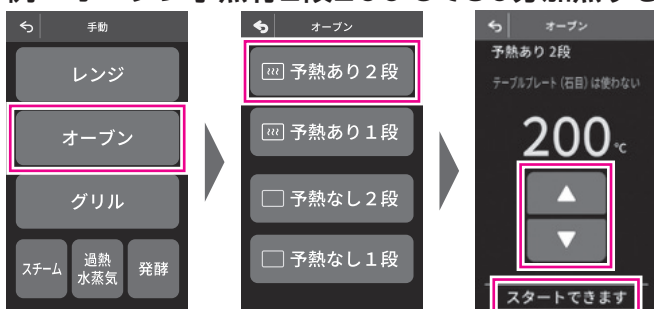 手動
レンジ
オーブン
グリル
スチーム
過熱
水蒸気
発酵
オーブン
予熱あり2段
予熱あり1段
予熱なし2段
予熱なし1段
オーブン
予熱あり 2段
テーブルプレート(石目)は使わない
200℃
スタートできます